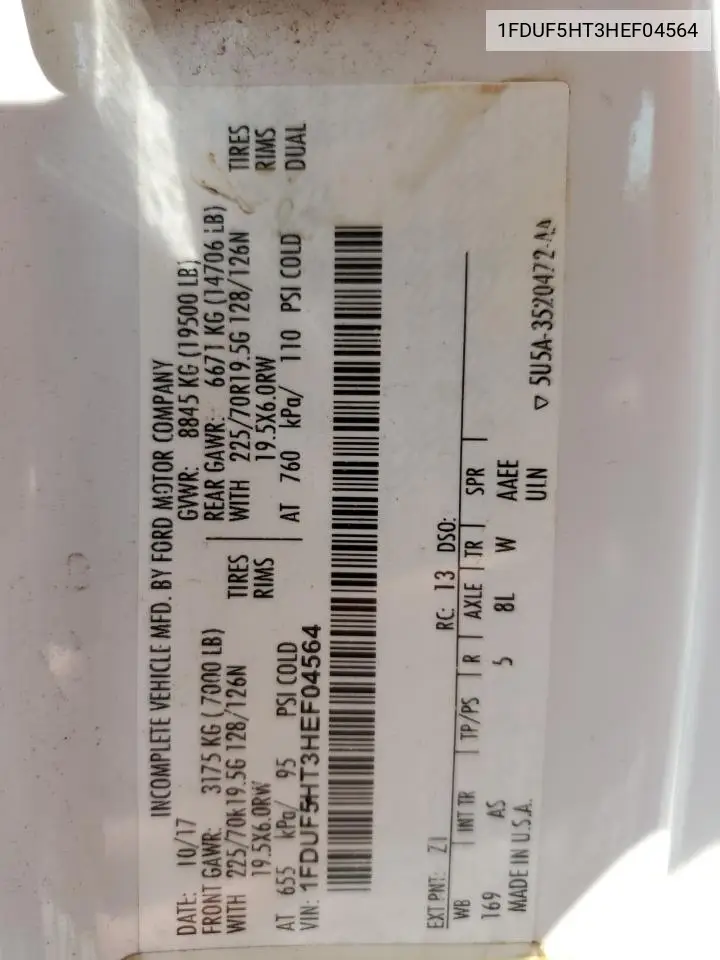 1FDUF5HT3HEF04564
INCOMPLETE VEHICLE MFD. BY FORD MOTOR COMPANY
DATE: 10/17 GVWR: 8845 KG (19500 LB)
FRONT GAWR: 3175 KG (7000 LB) REAR GAWR: 6671 KG (14706 LB)
WITH 225/70R19.5G 128/126N TIRES WITH 225/70R19.5G 128/126N TIRES
19.5X6.0RW RIMS 19.5X6.0RW RIMS
AT 655 kPa/ 95 PSI COLD AT 760 kPa/ 110 PSI COLD DUAL
VIN: 1FDUF5HT3HEF04564
EXT PNT: Z1 RC: 13 DSO:
WB INT TR TP/PS R AXLE TR SPR
169 AS 5 8L W AAEE
MADE IN U.S.A. ULN
▽ 5U5A-3520472-AA